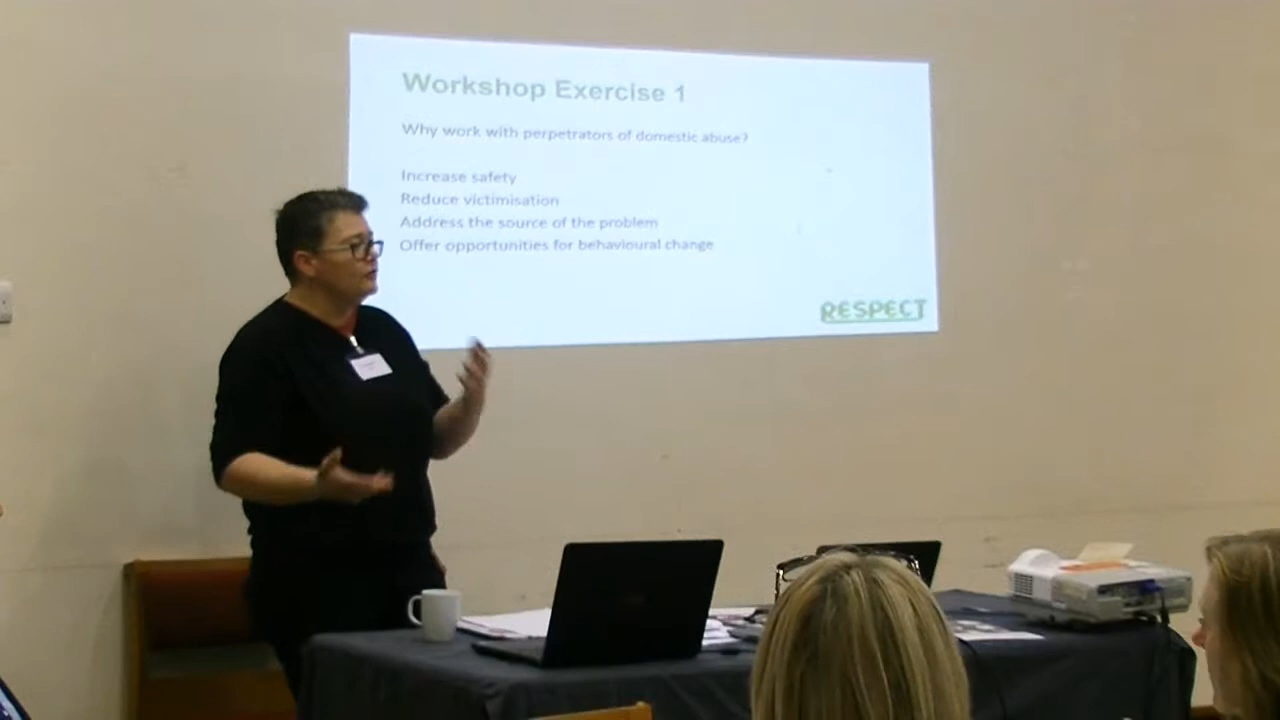 Workshop Exercise 1
Why work with perpetrators of domestic abuse?
Increase safety
Reduce victimisation
Address the source of the problem
Offer opportunities for behavioural change
RESPECT